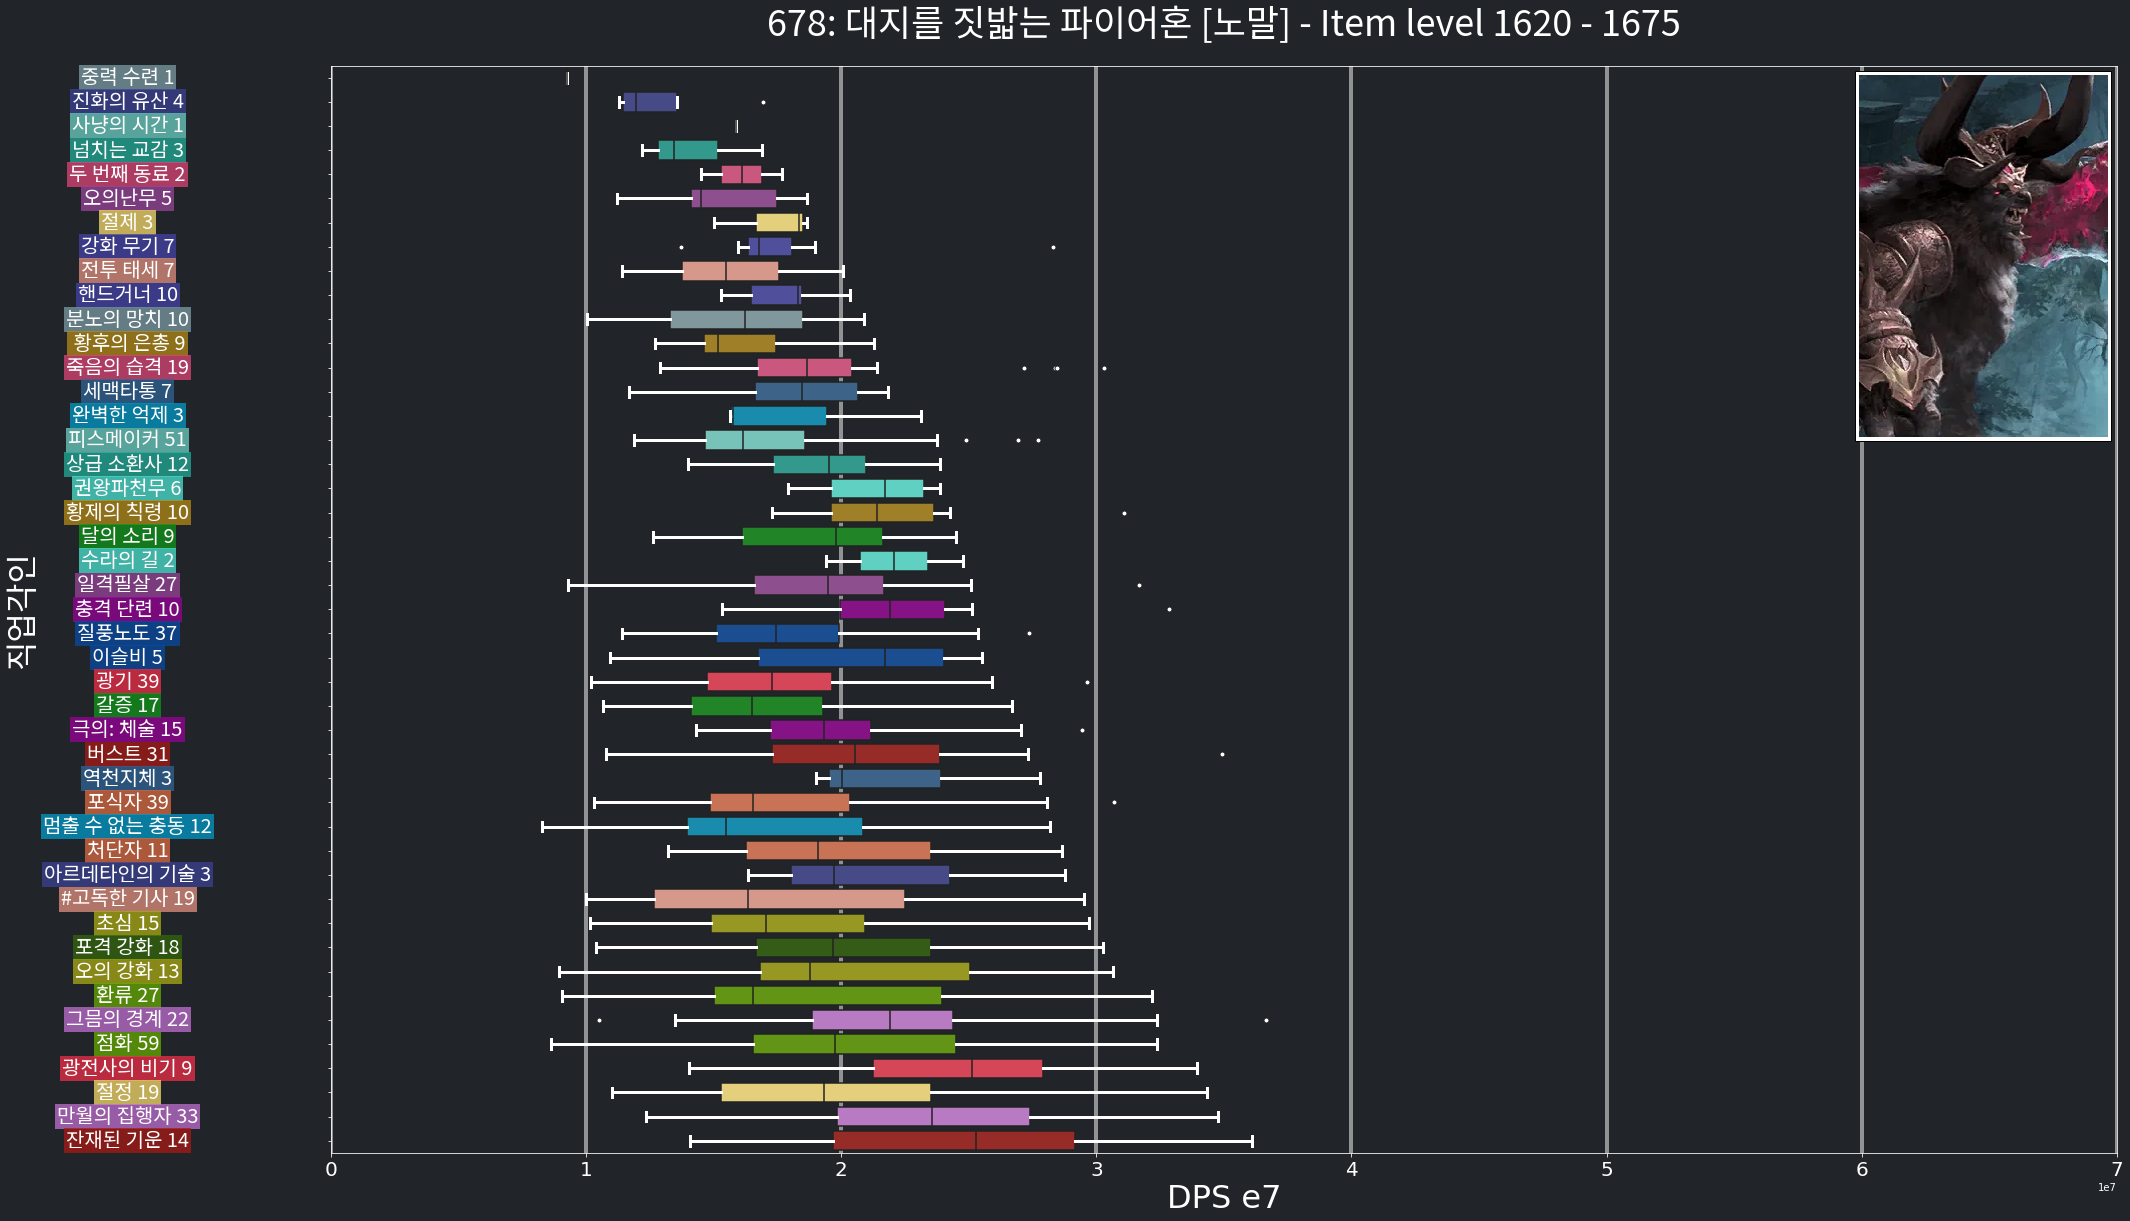 678: 대지를 짓밟는 파이어혼 [노말] - Item level 1620 - 1675
직업각인
중력 수련 1
진화의 유산 4
사냥의 시간 1
넘치는 교감 3
두 번째 동료 2
오의난무 5
절제 3
강화 무기 7
전투 태세 7
핸드거너 10
분노의 망치 10
황후의 은총 9
죽음의 습격 19
세맥타통 7
완벽한 억제 3
피스메이커 51
상급 소환사 12
권왕파천무 6
황제의 칙령 10
달의 소리 9
수라의 길 2
일격필살 27
충격 단련 10
질풍노도 37
이슬비 5
광기 39
갈증 17
극의: 체술 15
버스트 31
역천지체 3
포식자 39
멈출 수 없는 충동 12
처단자 11
아르데타인의 기술 3
#고독한 기사 19
초심 15
포격 강화 18
오의 강화 13
환류 27
그믐의 경계 22
점화 59
광전사의 비기 9
절정 19
만월의 집행자 33
잔재된 기운 14
0 1 2 3 4 5 6 7
1e7
DPS e7